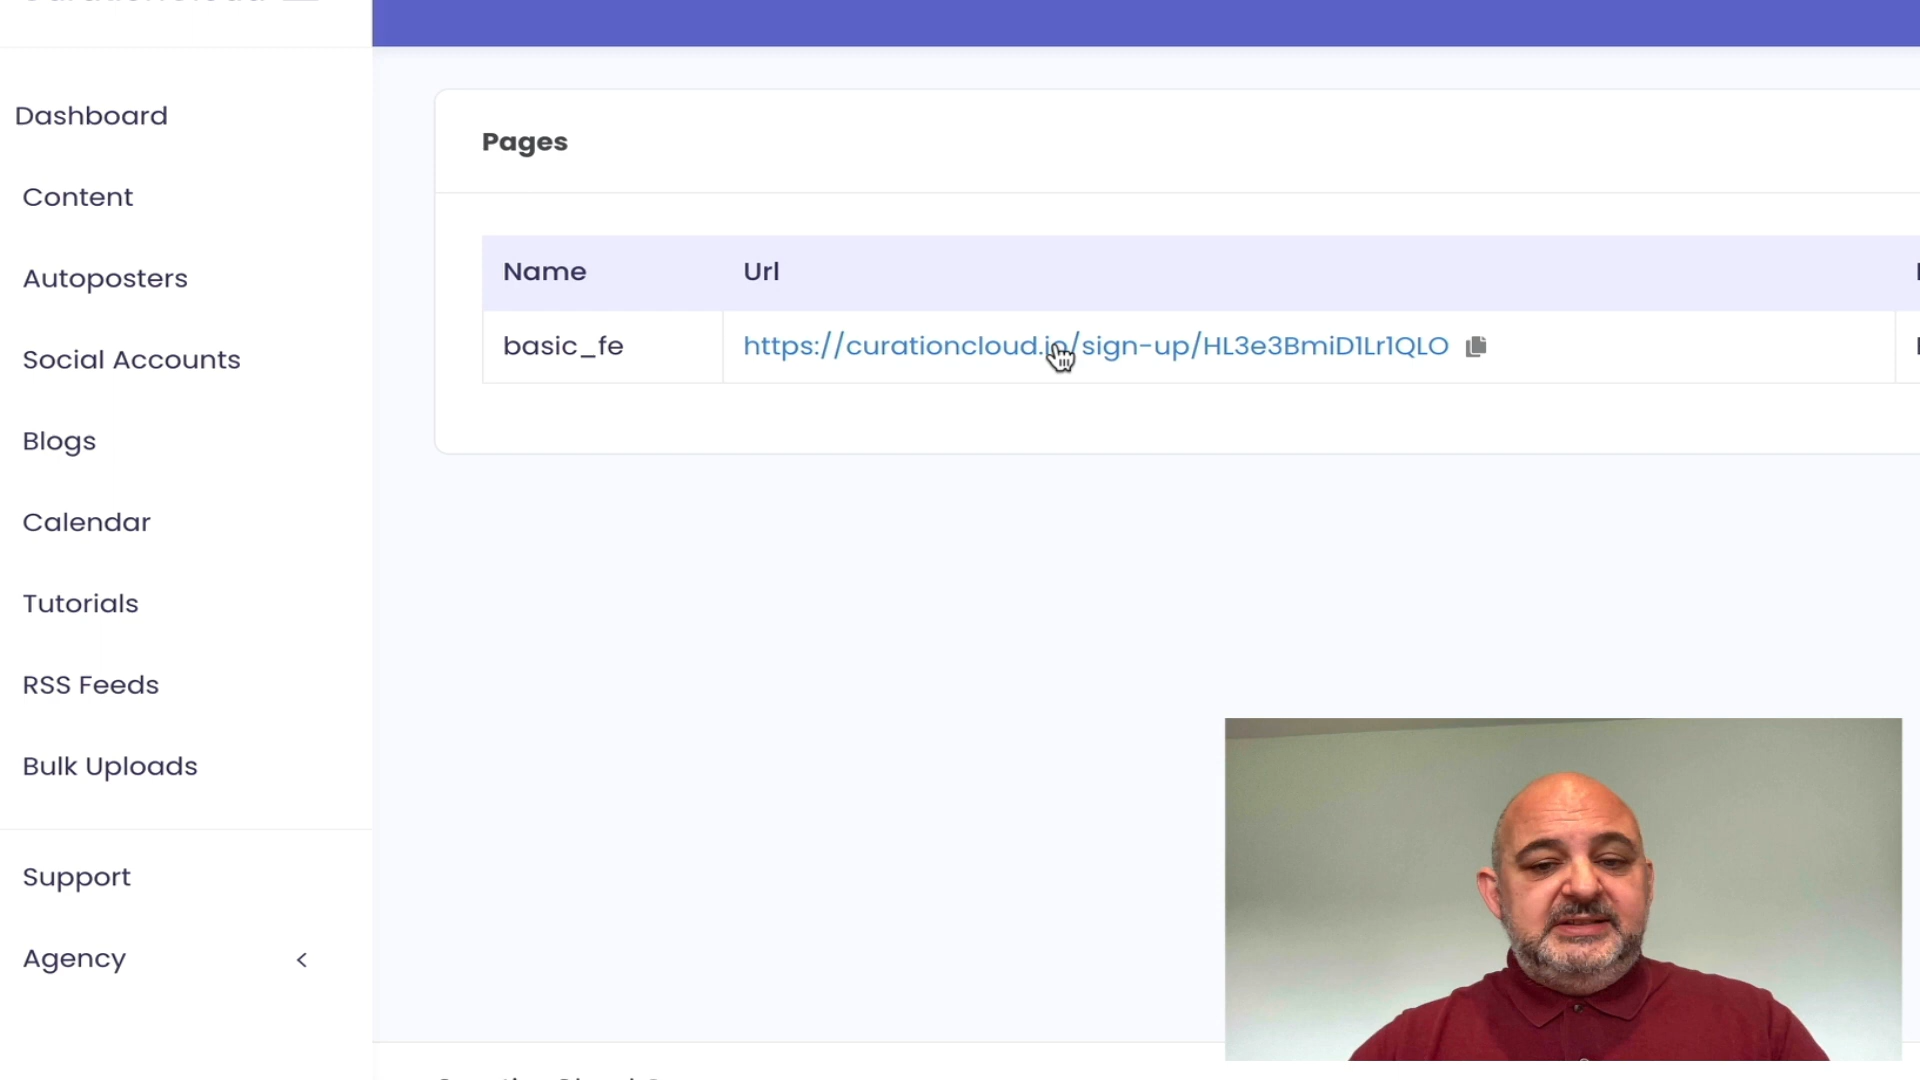 Dashboard
Content
Autoposters
Social Accounts
Blogs
Calendar
Tutorials
RSS Feeds
Bulk Uploads
Support
Agency
Pages
Name Url
basic_fe https://curationcloud.io/sign-up/HL3e3BmiD1Lr1QLO